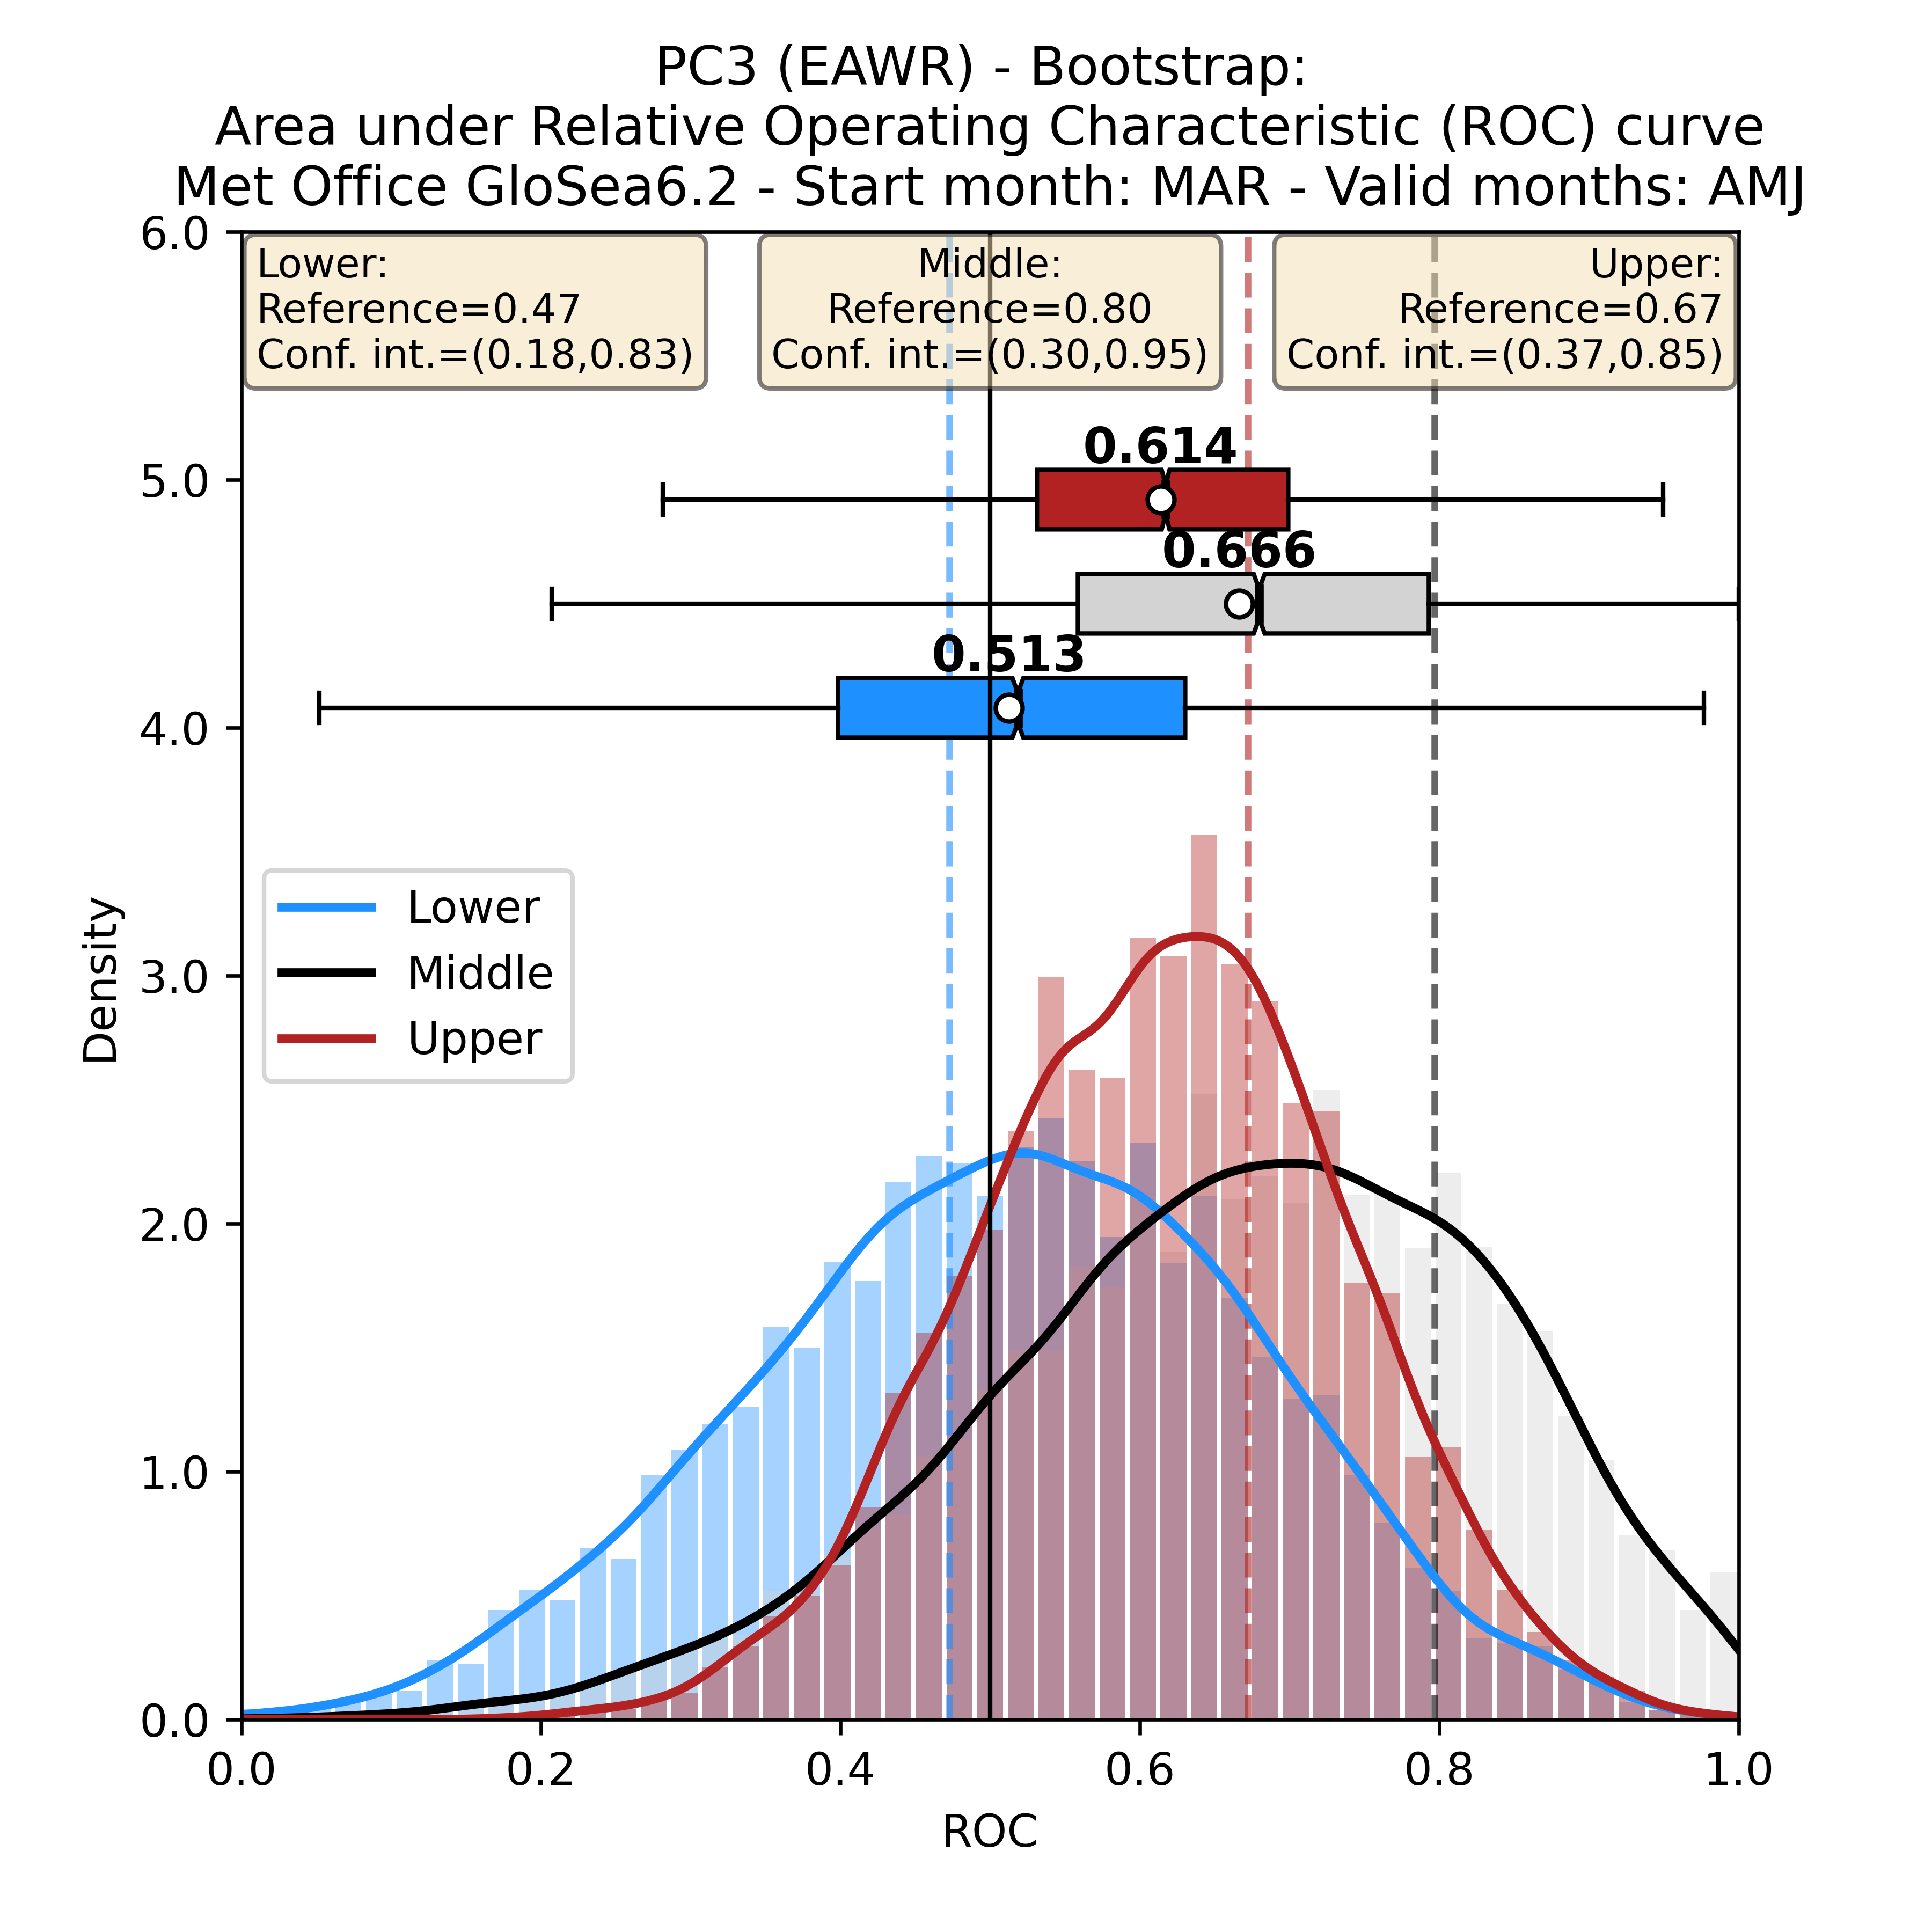 PC3 (EAWR) - Bootstrap:
Area under Relative Operating Characteristic (ROC) curve
Met Office GloSea6.2 - Start month: MAR - Valid months: AMJ
Lower:
Reference=0.47
Conf. int.=(0.18,0.83)
Middle:
Reference=0.80
Conf. int.=(0.30,0.95)
Upper:
Reference=0.67
Conf. int.=(0.37,0.85)
0.614
0.666
0.513
Lower
Middle
Upper
Density
6.0
5.0
4.0
3.0
2.0
1.0
0.0
0.0
0.2
0.4
0.6
0.8
1.0
ROC